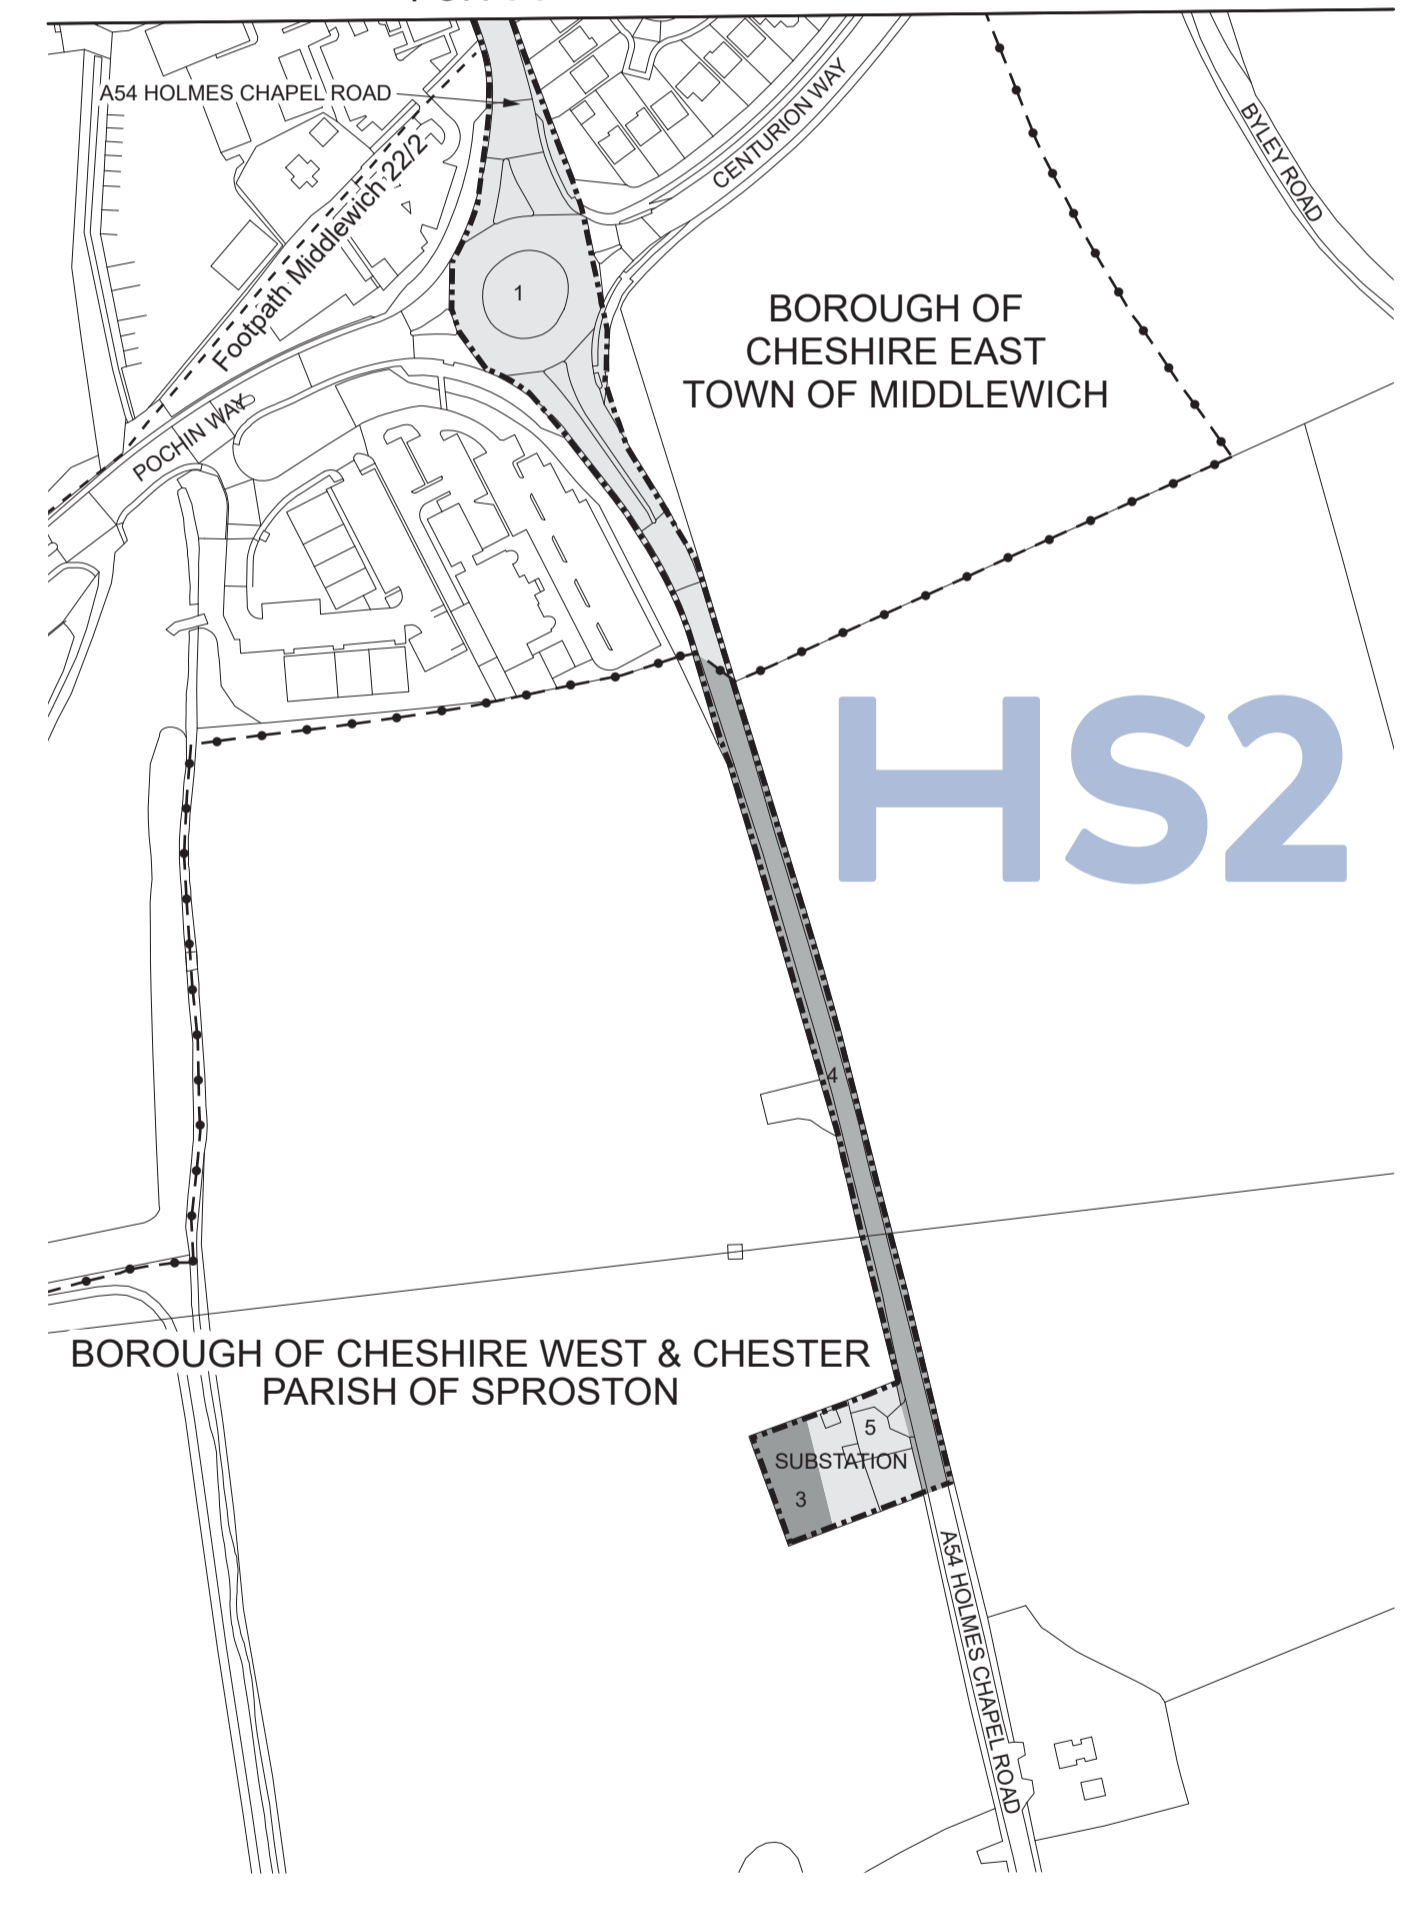 A54 HOLMES CHAPEL ROAD
CENTURION WAY
BYLEY ROAD
Footpath Middlewich 22/2
1
BOROUGH OF
CHESHIRE EAST
TOWN OF MIDDLEWICH
POCHIN WAY
HS2
4
BOROUGH OF CHESHIRE WEST & CHESTER
PARISH OF SPROSTON
5
SUBSTATION
3
A54 HOLMES CHAPEL ROAD